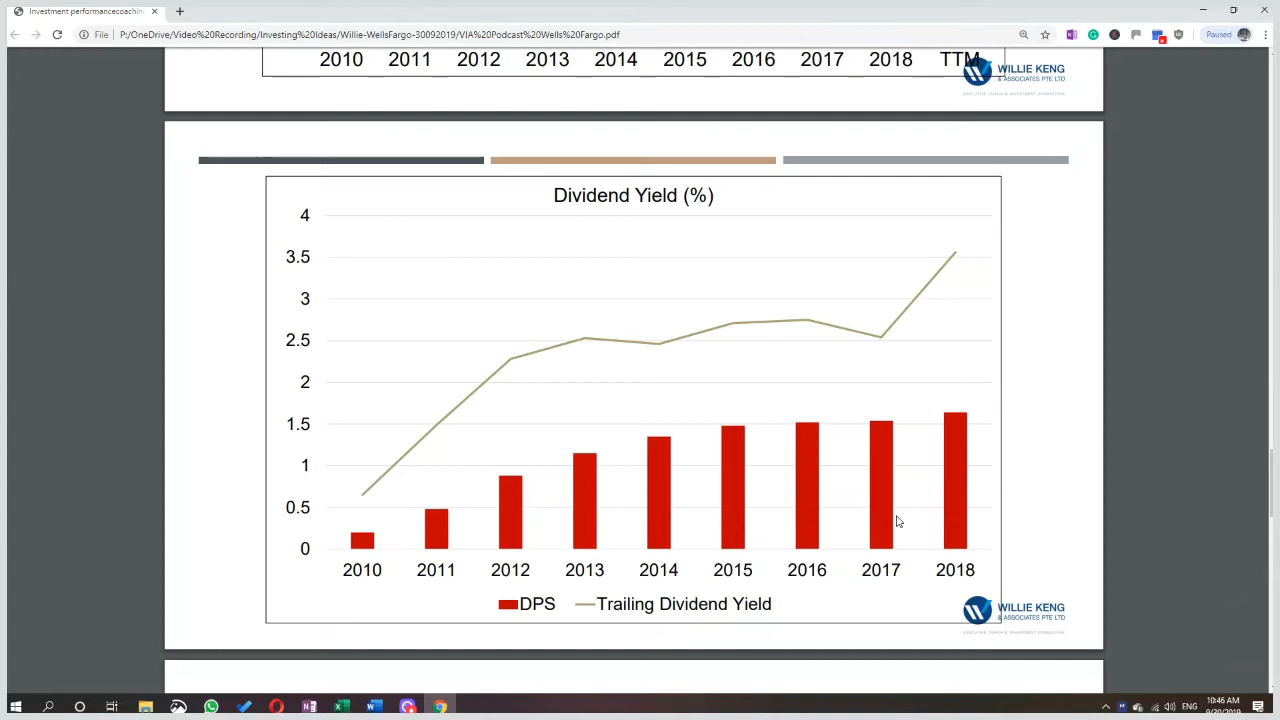 Investment performancecoachin
File
P:/OneDrive/Video%20Recording/Investing%20Ideas/Willie-WellsFargo-30092019/VIA%20Podcast%20Wells%20Fargo.pdf
Paused
2010 2011 2012 2013 2014 2015 2016 2017 2018 TTM
WILLIE KENG
& ASSOCIATES PTE LTD
Dividend Yield (%)
4
3.5
3
2.5
2
1.5
1
0.5
0
2010 2011 2012 2013 2014 2015 2016 2017 2018
DPS Trailing Dividend Yield
WILLIE KENG
& ASSOCIATES PTE LTD
10:46 AM
ENG
9/30/2019